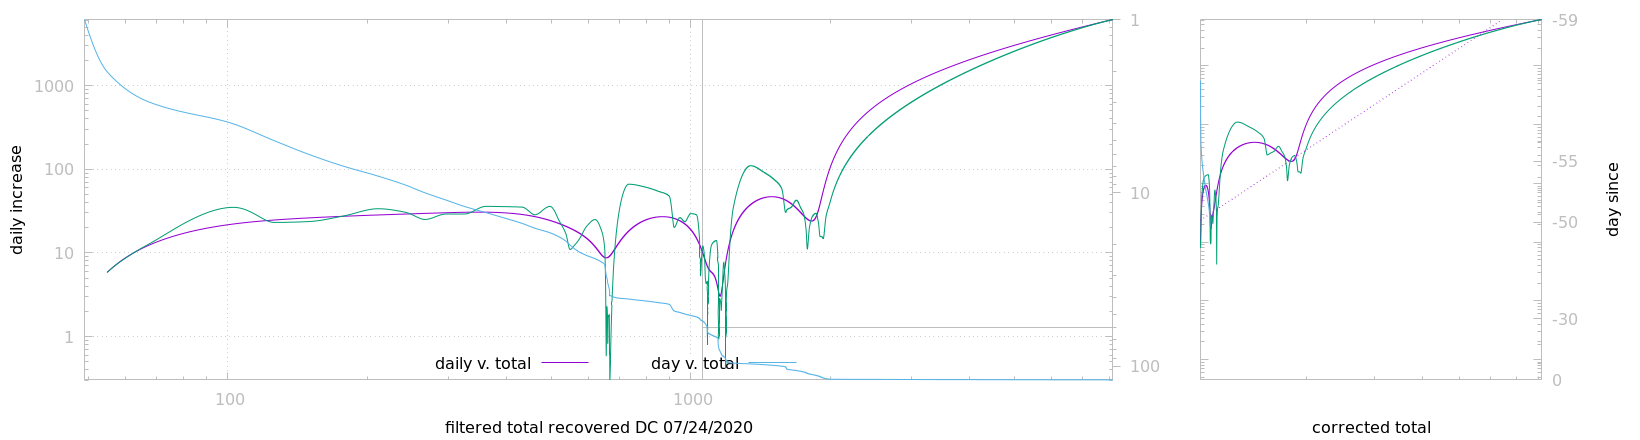 daily increase
1000
100
10
1
100
1000
1
10
100
daily v. total
day v. total
filtered total recovered DC 07/24/2020
-59
-55
-50
-30
0
day since
corrected total